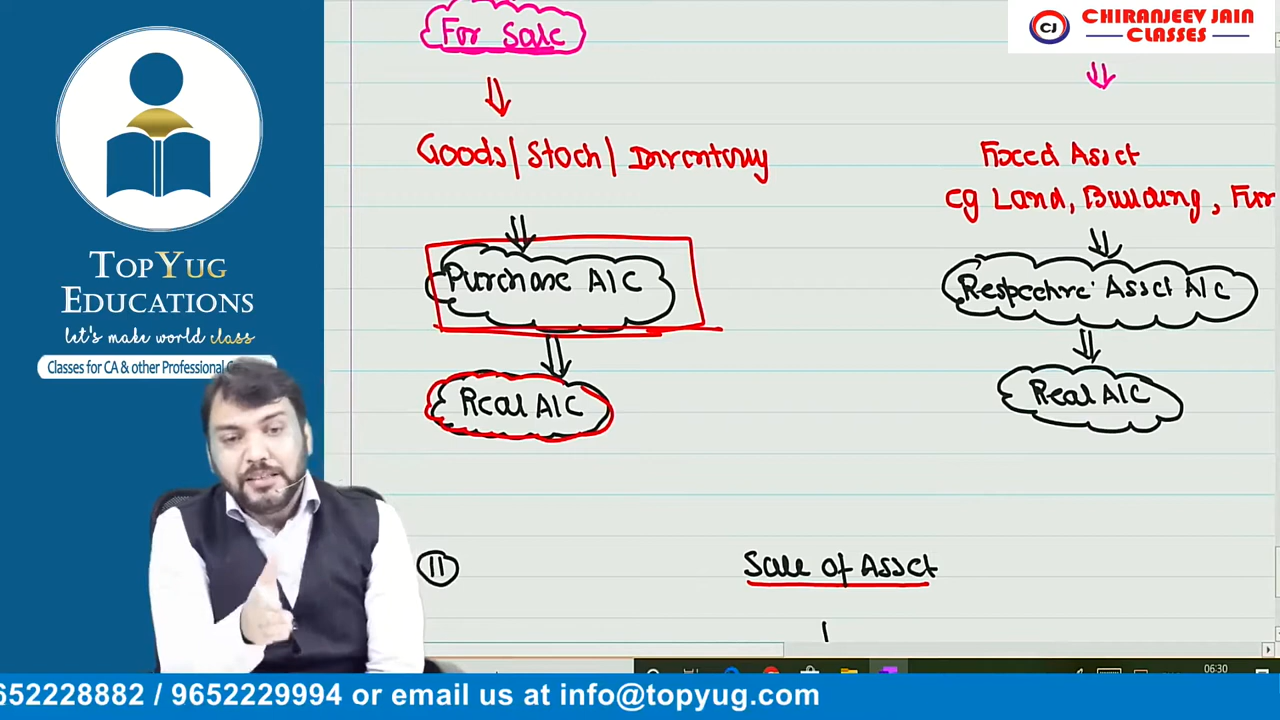 For Sale
CJ
CHIRANJEEV JAIN
CLASSES
Goods/Stock/Inventory
Fixed Asset
eg Land, Building, Fur
Purchase A/C
Respective Asset A/C
Real A/C
Real A/C
TOPYUG
EDUCATIONS
let's make world class
Classes for CA & other Professional C
II
Sale of Asset
06:30
652228882 / 9652229994 or email us at info@topyug.com